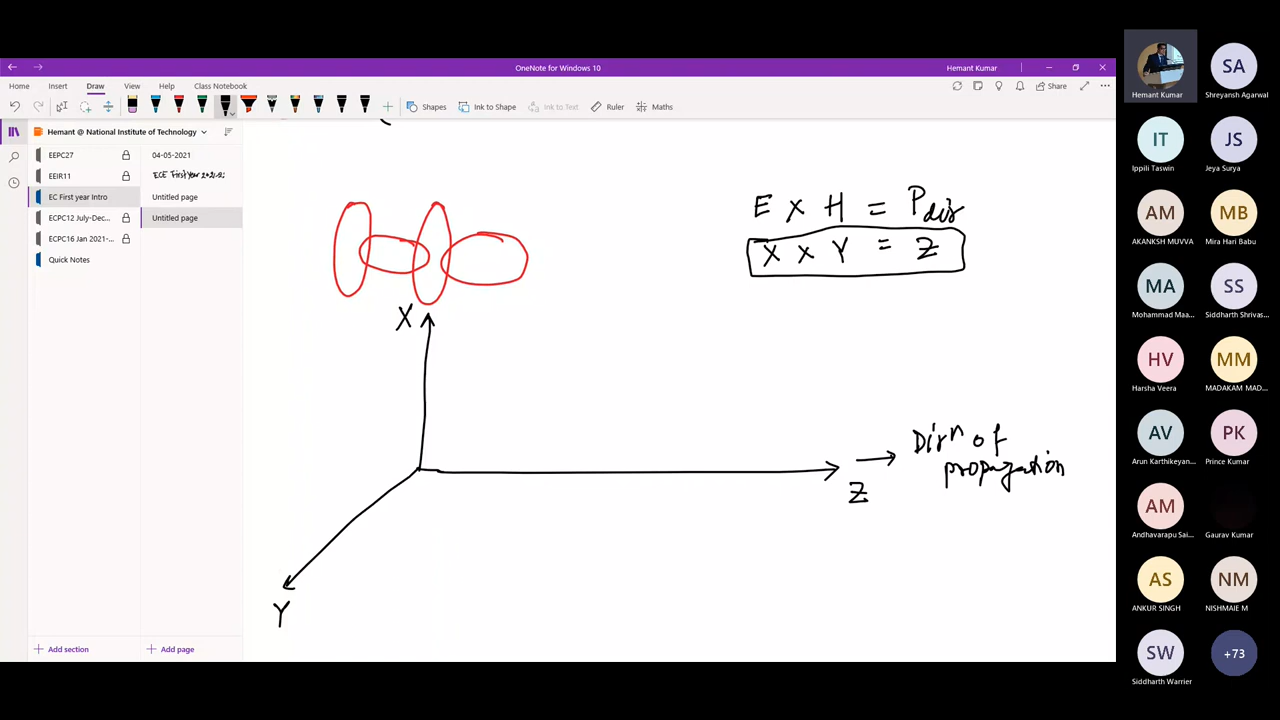 OneNote for Windows 10
Hemant Kumar
Home Insert Draw View Help Class Notebook
Share
Shapes Ink to Shape Ink to Text Ruler Maths
Hemant @ National Institute of Technology
EEPC27
EEIR11
EC First year Intro
ECPC12 July-Dec...
ECPC16 Jan 2021-...
Quick Notes
04-05-2021
ECE First year 2021-22
Untitled page
Untitled page
Add section
Add page
E X H = Pdir
X X Y = Z
X
Dirn of
propagation
Z
Y
Hemant Kumar
SA
Shreyansh Agarwal
IT
Ippili Taswin
JS
Jeya Surya
AM
AKANKSH MUVVA
MB
Mira Hari Babu
MA
Mohammad Maa...
SS
Siddharth Shrivas...
HV
Harsha Veera
MM
MADAKAM MAD...
AV
Arun Karthikeyan...
PK
Prince Kumar
AM
Andhavarapu Sai...
Gaurav Kumar
AS
ANKUR SINGH
NM
NISHMAIE M
SW
Siddharth Warrier
+73